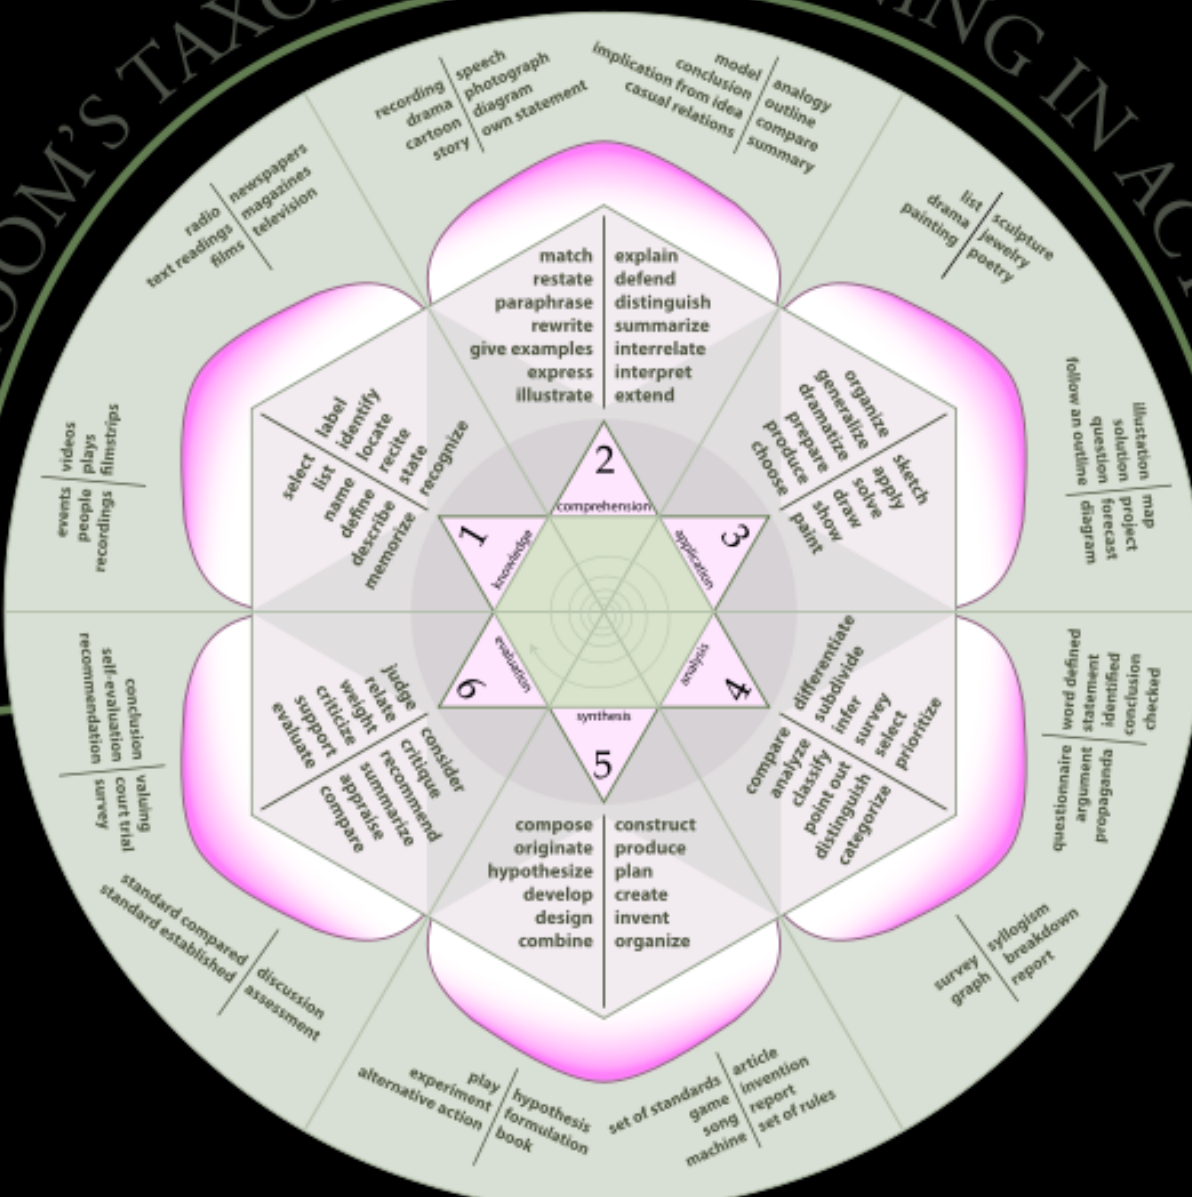 OOM'S TAXO
NING IN AC
recording
drama
cartoon
story
speech
photograph
diagram
own statement
model
conclusion
implication from idea
casual relations
analogy
outline
compare
summary
radio
text readings
films
newspapers
magazines
television
list
drama
painting
sculpture
jewelry
poetry
videos
plays
filmstrips
events
people
recordings
illustation
solution
question
follow an outline
map
project
forecast
diagram
match
restate
paraphrase
rewrite
give examples
express
illustrate
explain
defend
distinguish
summarize
interrelate
interpret
extend
label
identify
locate
recite
state
recognize
select
list
name
define
describe
memorize
organize
generalize
dramatize
prepare
produce
choose
sketch
apply
solve
draw
show
paint
1
knowledge
2
comprehension
3
application
4
analysis
5
synthesis
6
evaluation
judge
relate
weight
criticize
support
evaluate
consider
critique
recommend
summarize
appraise
compare
differentiate
subdivide
infer
survey
select
prioritize
compare
analyze
classify
point out
distinguish
categorize
compose
originate
hypothesize
develop
design
combine
construct
produce
plan
create
invent
organize
conclusion
self-evaluation
recommendation
valuing
court trial
survey
word defined
statement
identified
conclusion
checked
questionnaire
argument
propaganda
standard compared
standard established
discussion
assessment
syllogism
breakdown
report
survey
graph
play
experiment
alternative action
hypothesis
formulation
book
set of standards
game
song
machine
article
invention
report
set of rules